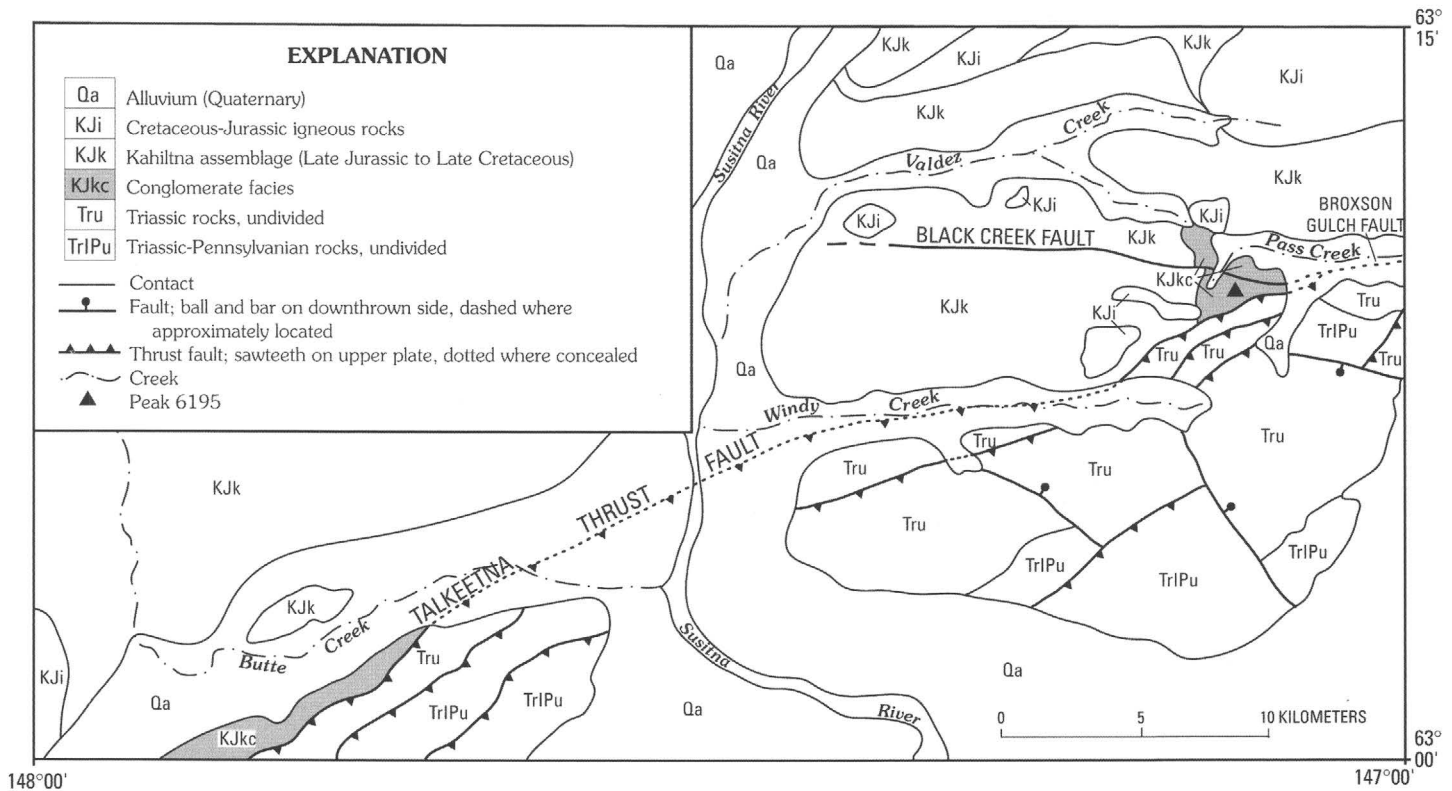 EXPLANATION
Qa Alluvium (Quaternary)
KJi Cretaceous-Jurassic igneous rocks
KJk Kahiltna assemblage (Late Jurassic to Late Cretaceous)
KJkc Conglomerate facies
Tru Triassic rocks, undivided
TrIPu Triassic-Pennsylvanian rocks, undivided
Contact
Fault; ball and bar on downthrown side, dashed where
approximately located
Thrust fault; sawteeth on upper plate, dotted where concealed
Creek
Peak 6195
63°
15'
Qa
KJk
KJi
KJk
KJi
Susitna River
Qa
KJk
Valdez Creek
KJk
KJi
KJi
KJi
BROXSON
GULCH FAULT
BLACK CREEK FAULT
KJk
Pass Creek
KJkc
KJk
KJi
Tru
TrIPu
Tru
Tru
Tru
Qa
Qa
Windy Creek
Tru
Tru
Tru
Tru
Tru
TrIPu
TrIPu
TrIPu
KJk
TALKEETNA THRUST FAULT
KJk
Butte Creek
Tru
TrIPu
TrIPu
KJi
Qa
KJkc
Qa
Susitna River
Qa
0 5 10 KILOMETERS
63°
00'
148°00'
147°00'